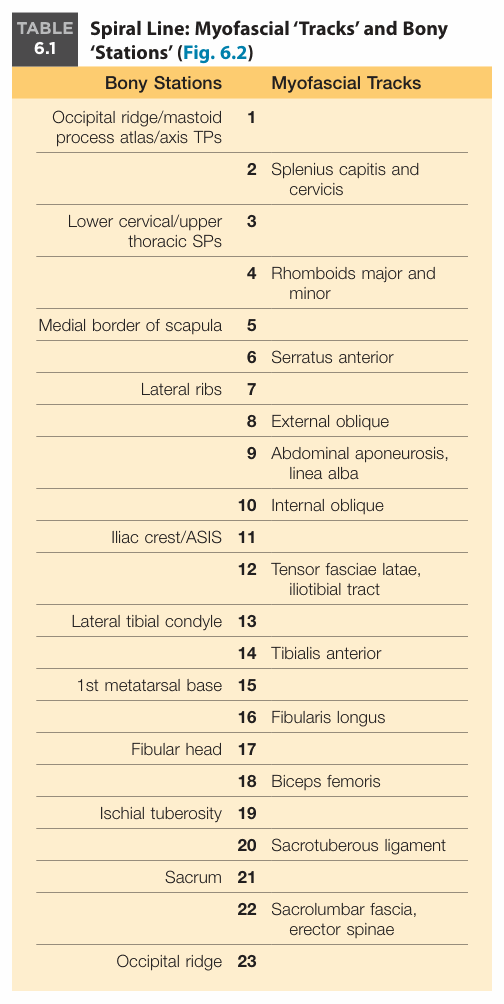 TABLE
6.1
Spiral Line: Myofascial ‘Tracks’ and Bony
‘Stations’ (Fig. 6.2)
Bony Stations Myofascial Tracks
Occipital ridge/mastoid 1
process atlas/axis TPs
2 Splenius capitis and
cervicis
Lower cervical/upper 3
thoracic SPs
4 Rhomboids major and
minor
Medial border of scapula 5
6 Serratus anterior
Lateral ribs 7
8 External oblique
9 Abdominal aponeurosis,
linea alba
10 Internal oblique
Iliac crest/ASIS 11
12 Tensor fasciae latae,
iliotibial tract
Lateral tibial condyle 13
14 Tibialis anterior
1st metatarsal base 15
16 Fibularis longus
Fibular head 17
18 Biceps femoris
Ischial tuberosity 19
20 Sacrotuberous ligament
Sacrum 21
22 Sacrolumbar fascia,
erector spinae
Occipital ridge 23